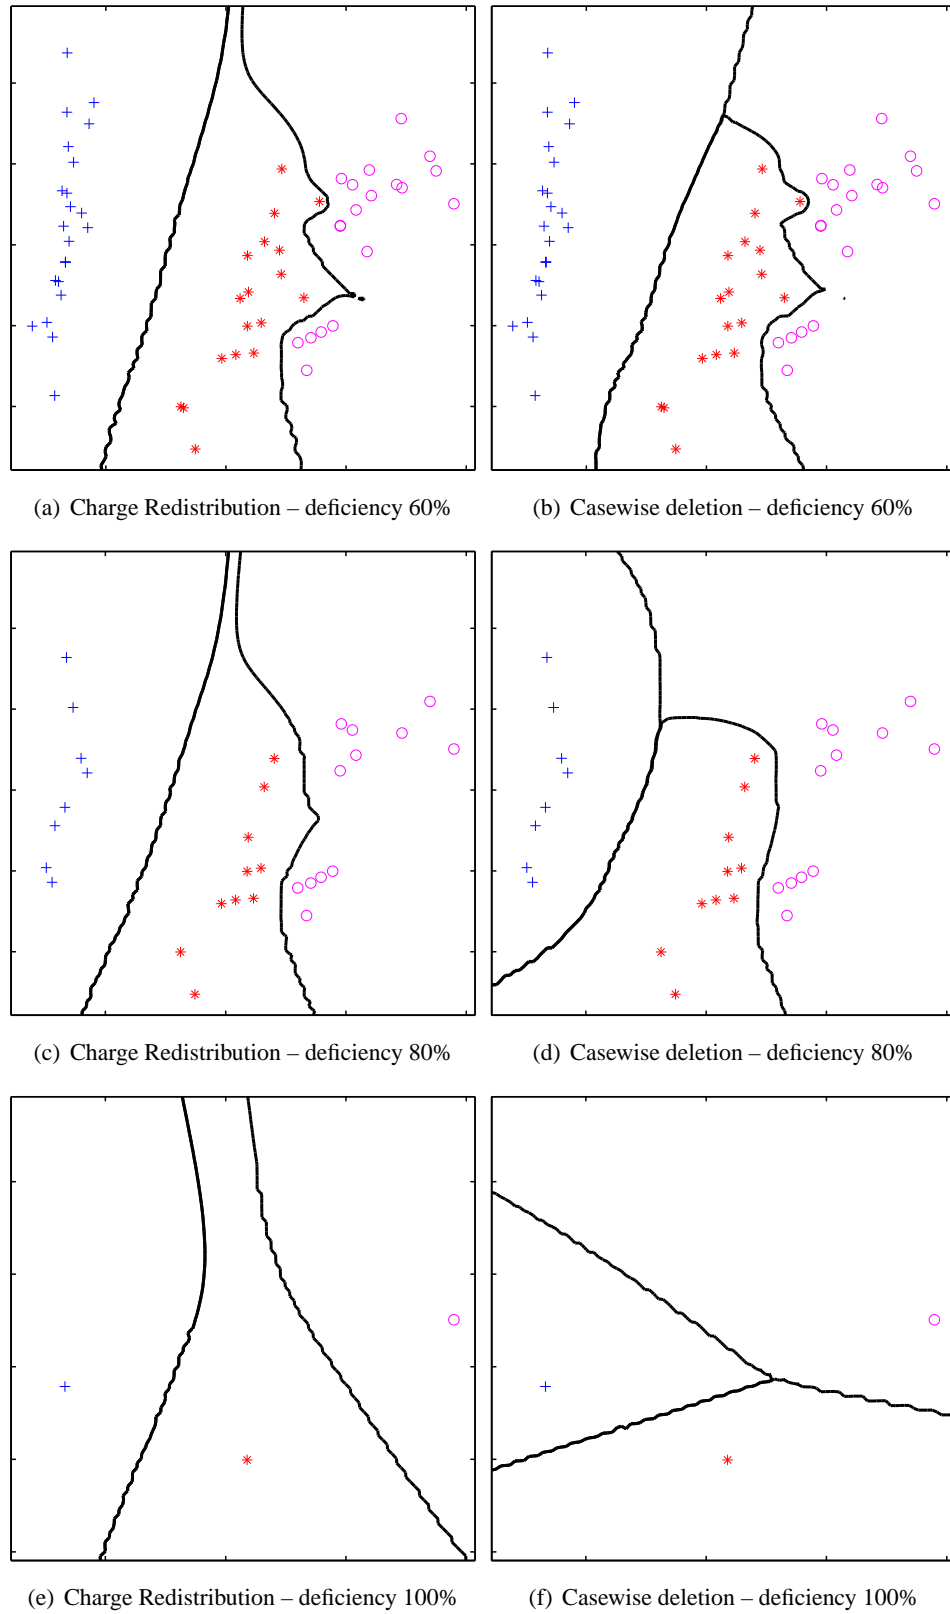 (a) Charge Redistribution – deficiency 60%
(b) Casewise deletion – deficiency 60%
(c) Charge Redistribution – deficiency 80%
(d) Casewise deletion – deficiency 80%
(e) Charge Redistribution – deficiency 100%
(f) Casewise deletion – deficiency 100%